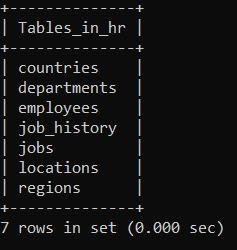 +--------------+
| Tables_in_hr |
+--------------+
| countries    |
| departments  |
| employees    |
| job_history  |
| jobs         |
| locations    |
| regions      |
+--------------+
7 rows in set (0.000 sec)